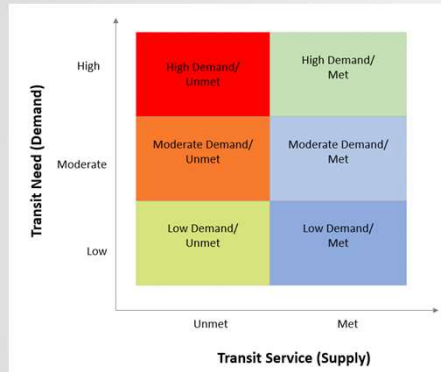 Transit Need (Demand)
High
Moderate
Low
High Demand/
Unmet
High Demand/
Met
Moderate Demand/
Unmet
Moderate Demand/
Met
Low Demand/
Unmet
Low Demand/
Met
Unmet
Met
Transit Service (Supply)